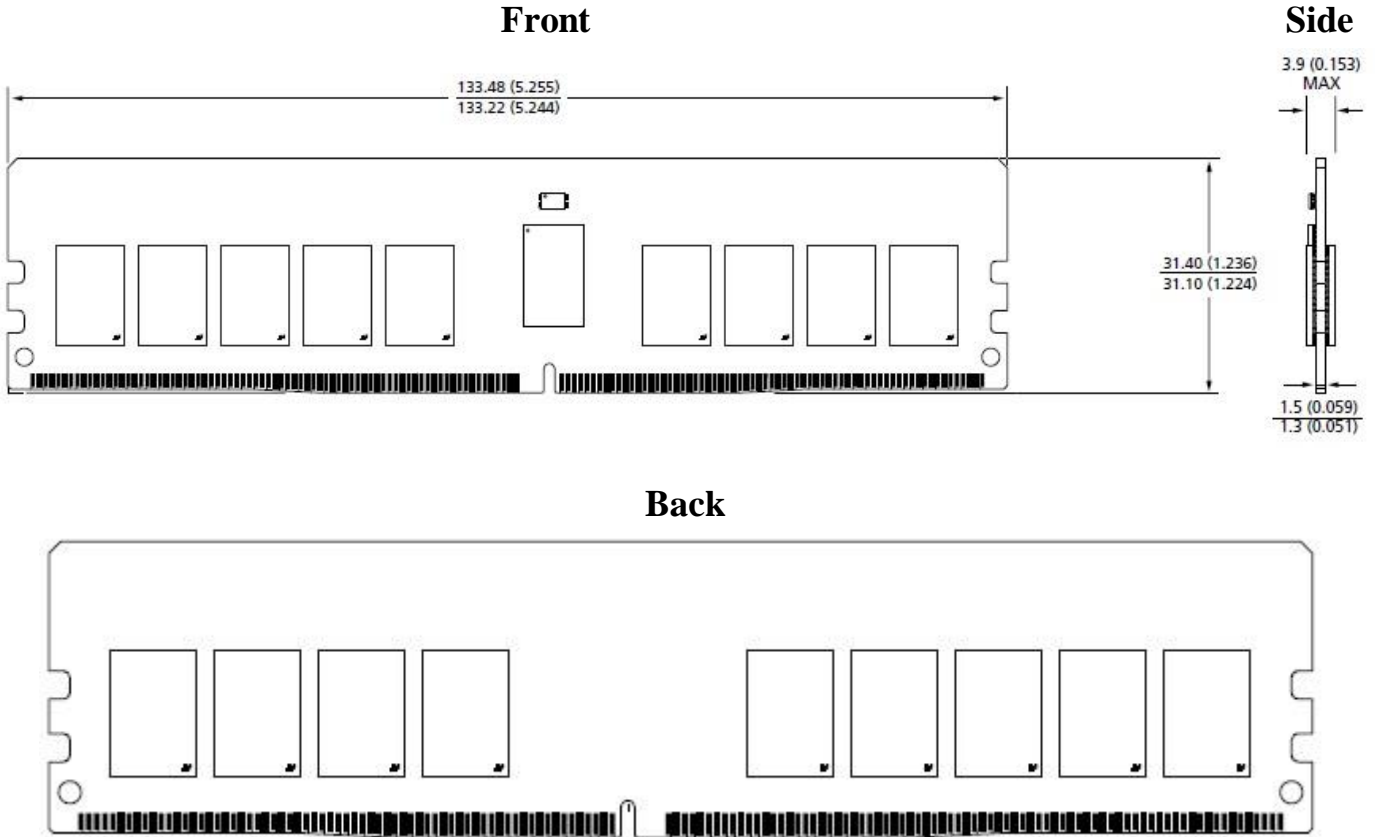 Front
Side
133.48 (5.255)
133.22 (5.244)
3.9 (0.153)
MAX
31.40 (1.236)
31.10 (1.224)
1.5 (0.059)
1.3 (0.051)
Back